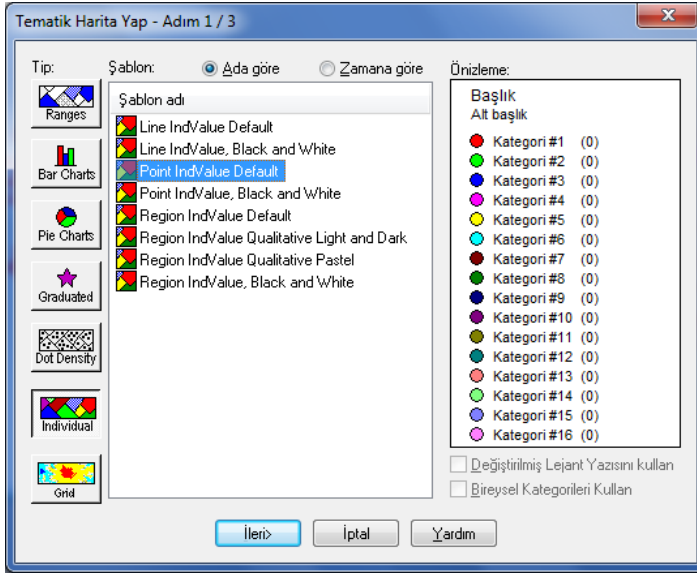 Tematik Harita Yap - Adım 1 / 3
Tip:
Şablon:
Ada göre
Zamana göre
Önizleme:
Ranges
Bar Charts
Pie Charts
Graduated
Dot Density
Individual
Grid
Şablon adı
Line IndValue Default
Line IndValue, Black and White
Point IndValue Default
Point IndValue, Black and White
Region IndValue Default
Region IndValue Qualitative Light and Dark
Region IndValue Qualitative Pastel
Region IndValue, Black and White
Başlık
Alt başlık
Kategori #1 (0)
Kategori #2 (0)
Kategori #3 (0)
Kategori #4 (0)
Kategori #5 (0)
Kategori #6 (0)
Kategori #7 (0)
Kategori #8 (0)
Kategori #9 (0)
Kategori #10 (0)
Kategori #11 (0)
Kategori #12 (0)
Kategori #13 (0)
Kategori #14 (0)
Kategori #15 (0)
Kategori #16 (0)
Değiştirilmiş Lejant Yazısını kullan
Bireysel Kategorileri Kullan
İleri>
İptal
Yardım